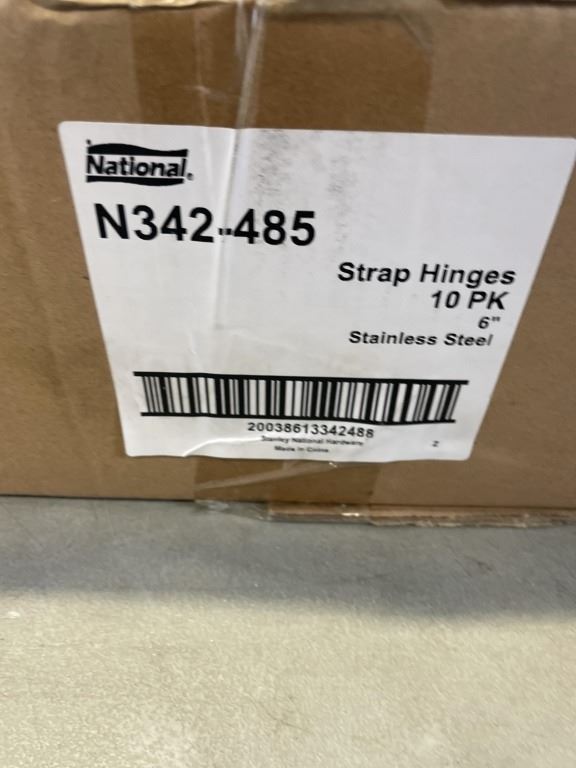 National
N342-485
Strap Hinges
10 PK
6"
Stainless Steel
20038613342488
Stanley National Hardware
Made in China
2